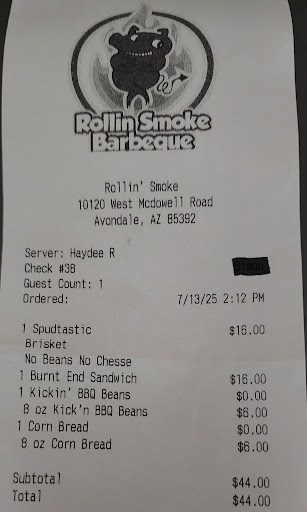 Rollin Smoke
Barbeque
Rollin' Smoke
10120 West Mcdowell Road
Avondale, AZ 85392
Server: Haydee R
Check #38
Guest Count: 1
Ordered: 7/13/25 2:12 PM
1 Spudtastic $16.00
Brisket
No Beans No Chesse
1 Burnt End Sandwich $16.00
1 Kickin' BBQ Beans $0.00
8 oz Kick'n BBQ Beans $6.00
1 Corn Bread $0.00
8 oz Corn Bread $6.00
Subtotal $44.00
Total $44.00